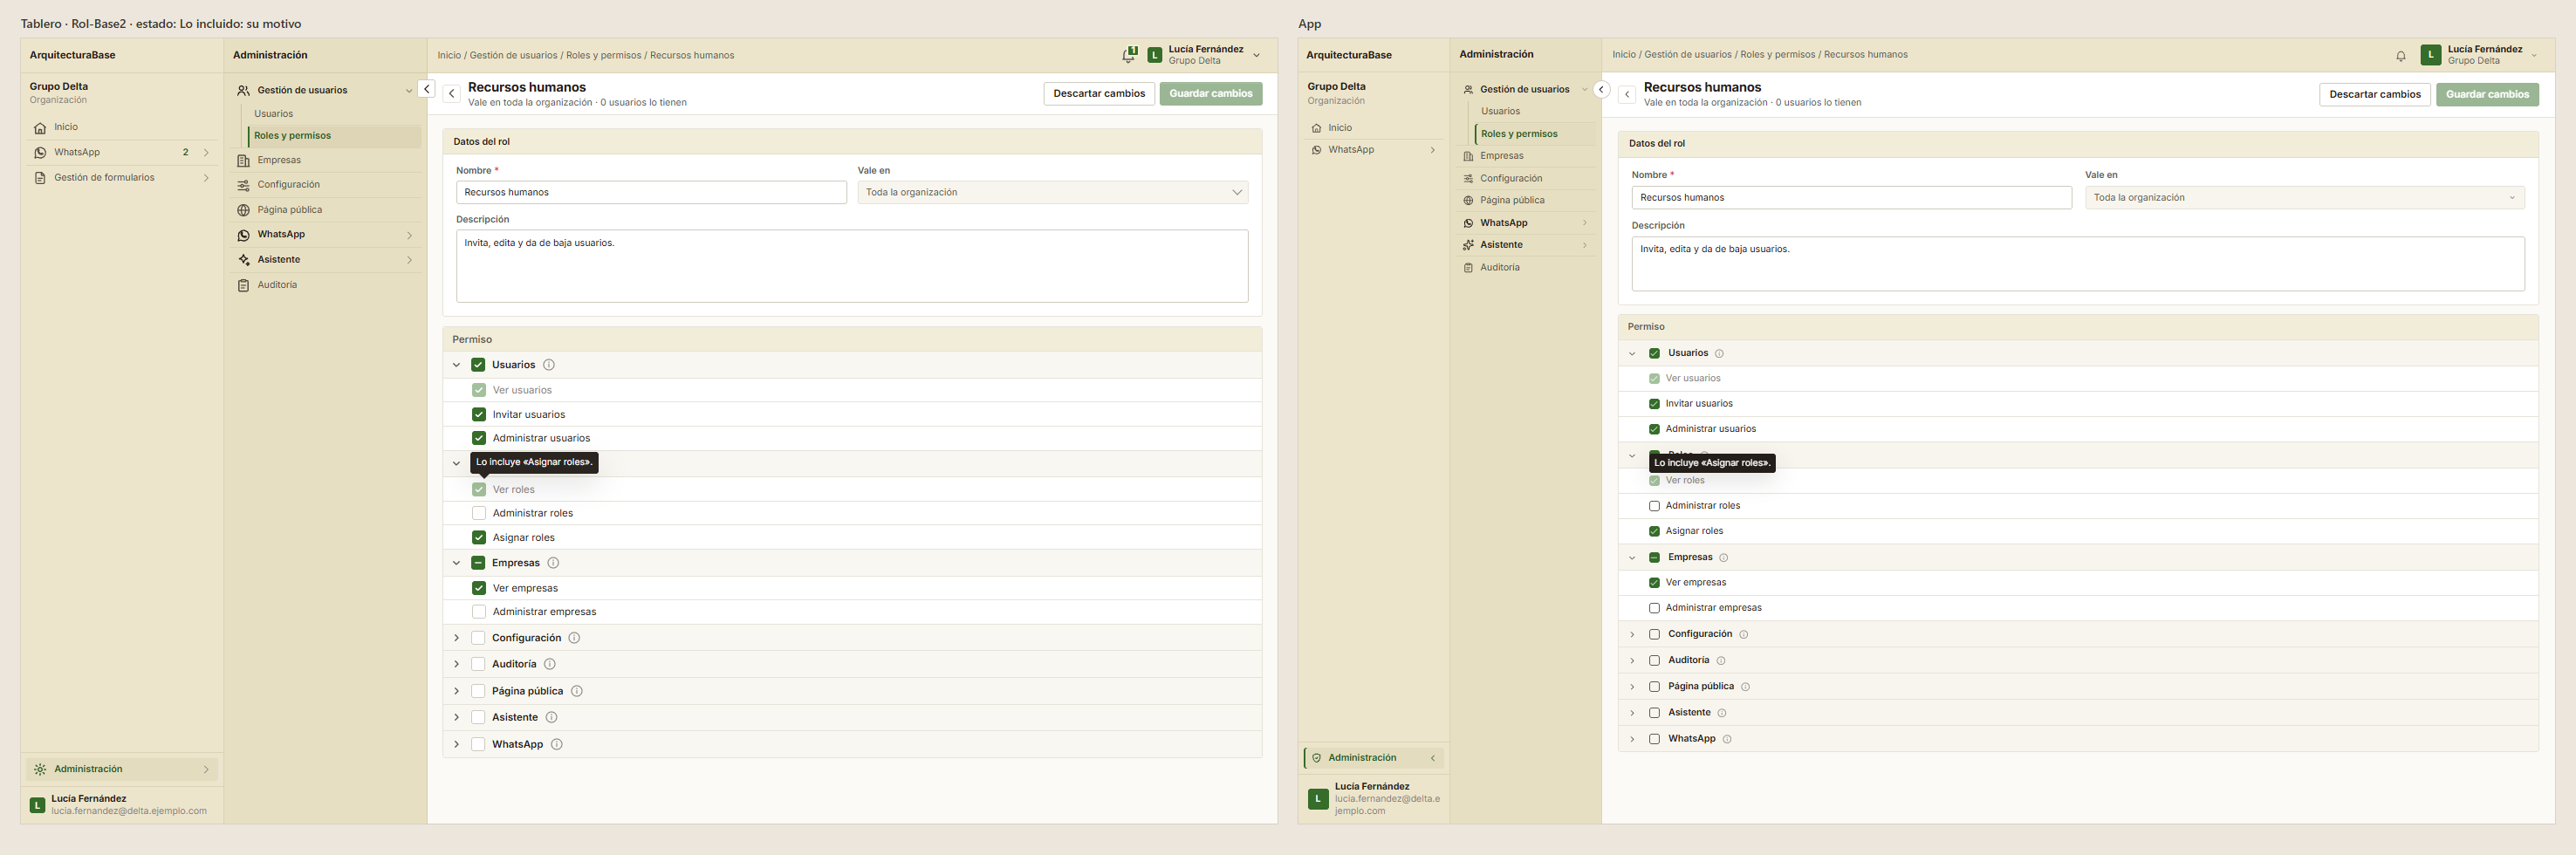 Tablero · Rol-Base2 · estado: Lo incluido: su motivo
ArquitecturaBase
Administración
Inicio / Gestión de usuarios / Roles y permisos / Recursos humanos
1
L
Lucía Fernández
Grupo Delta
Grupo Delta
Organización
Inicio
WhatsApp 2
Gestión de formularios
Gestión de usuarios
Usuarios
Roles y permisos
Empresas
Configuración
Página pública
WhatsApp
Asistente
Auditoría
Recursos humanos
Vale en toda la organización · 0 usuarios lo tienen
Descartar cambios
Guardar cambios
Datos del rol
Nombre *
Vale en
Recursos humanos
Toda la organización
Descripción
Invita, edita y da de baja usuarios.
Permiso
Usuarios
Ver usuarios
Invitar usuarios
Administrar usuarios
Lo incluye «Asignar roles».
Ver roles
Administrar roles
Asignar roles
Empresas
Ver empresas
Administrar empresas
Configuración
Auditoría
Página pública
Asistente
WhatsApp
Administración
L
Lucía Fernández
lucia.fernandez@delta.ejemplo.com
App
ArquitecturaBase
Administración
Inicio / Gestión de usuarios / Roles y permisos / Recursos humanos
L
Lucía Fernández
Grupo Delta
Grupo Delta
Organización
Inicio
WhatsApp
Gestión de usuarios
Usuarios
Roles y permisos
Empresas
Configuración
Página pública
WhatsApp
Asistente
Auditoría
Recursos humanos
Vale en toda la organización · 0 usuarios lo tienen
Descartar cambios
Guardar cambios
Datos del rol
Nombre *
Vale en
Recursos humanos
Toda la organización
Descripción
Invita, edita y da de baja usuarios.
Permiso
Usuarios
Ver usuarios
Invitar usuarios
Administrar usuarios
Lo incluye «Asignar roles».
Ver roles
Administrar roles
Asignar roles
Empresas
Ver empresas
Administrar empresas
Configuración
Auditoría
Página pública
Asistente
WhatsApp
Administración
L
Lucía Fernández
lucia.fernandez@delta.e
jemplo.com